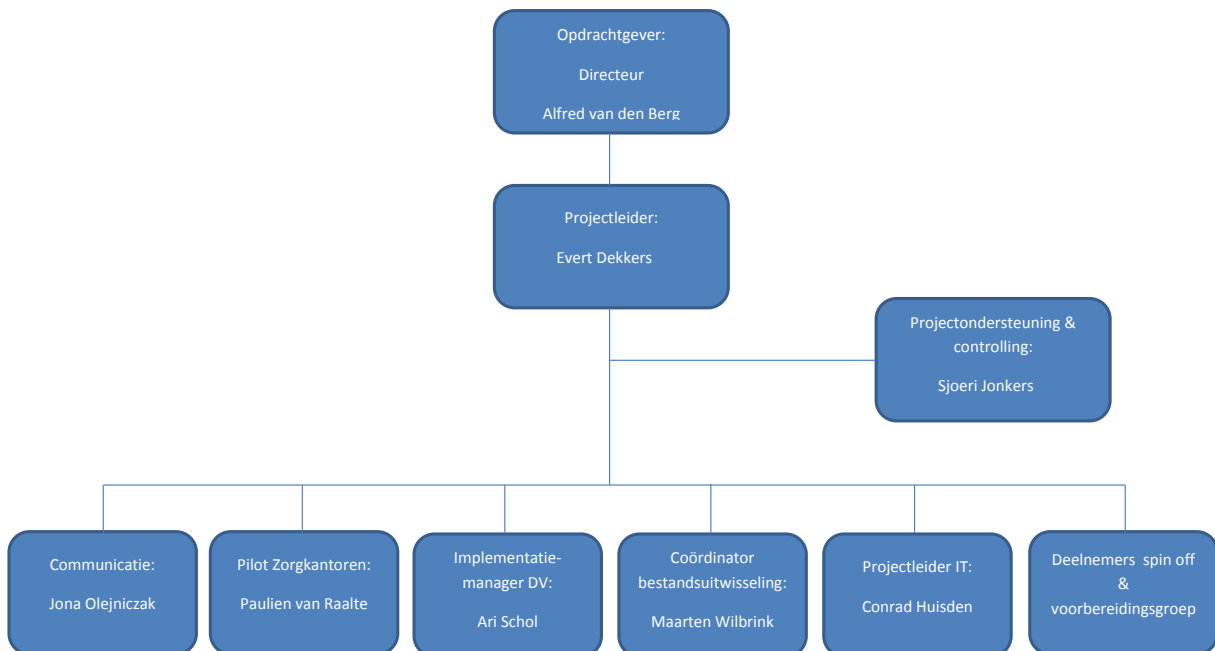 Opdrachtgever:
Directeur
Alfred van den Berg
Projectleider:
Evert Dekkers
Projectondersteuning &
controlling:
Sjoeri Jonkers
Communicatie:
Jona Olejniczak
Pilot Zorgkantoren:
Paulien van Raalte
Implementatie-
manager DV:
Ari Schol
Coördinator
bestandsuitwisseling:
Maarten Wilbrink
Projectleider IT:
Conrad Huisden
Deelnemers spin off
&
voorbereidingsgroep